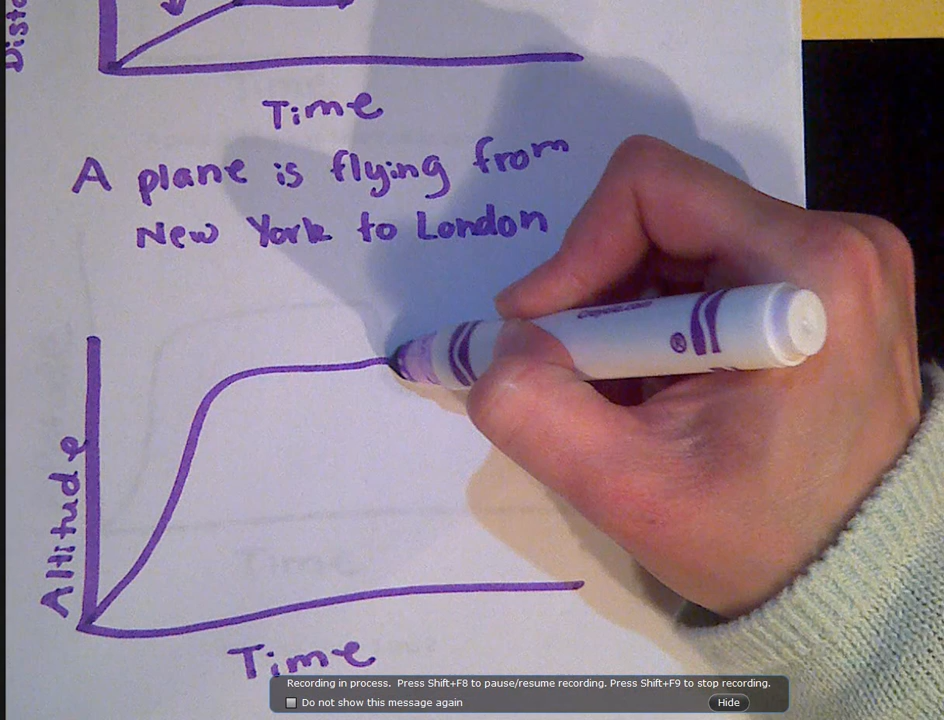 Time
A plane is flying from
New York to London
Altitude
Time
Recording in process. Press Shift+F8 to pause/resume recording. Press Shift+F9 to stop recording.
Do not show this message again
Hide